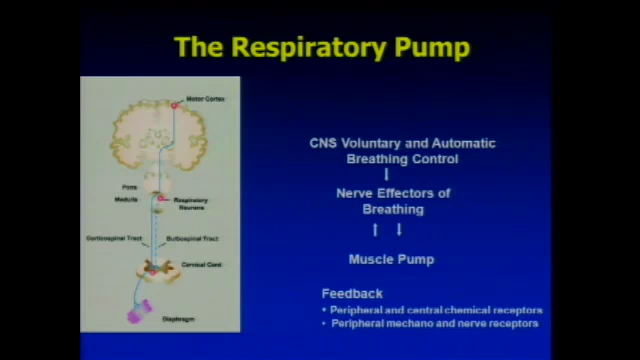 The Respiratory Pump
Motor Cortex
Pons
Medulla
Respiratory
Neurons
Corticospinal Tract
Bulbospinal Tract
Cervical Cord
Diaphragm
CNS Voluntary and Automatic
Breathing Control
↓
Nerve Effectors of
Breathing
↑ ↓
Muscle Pump
Feedback
• Peripheral and central chemical receptors
• Peripheral mechano and nerve receptors